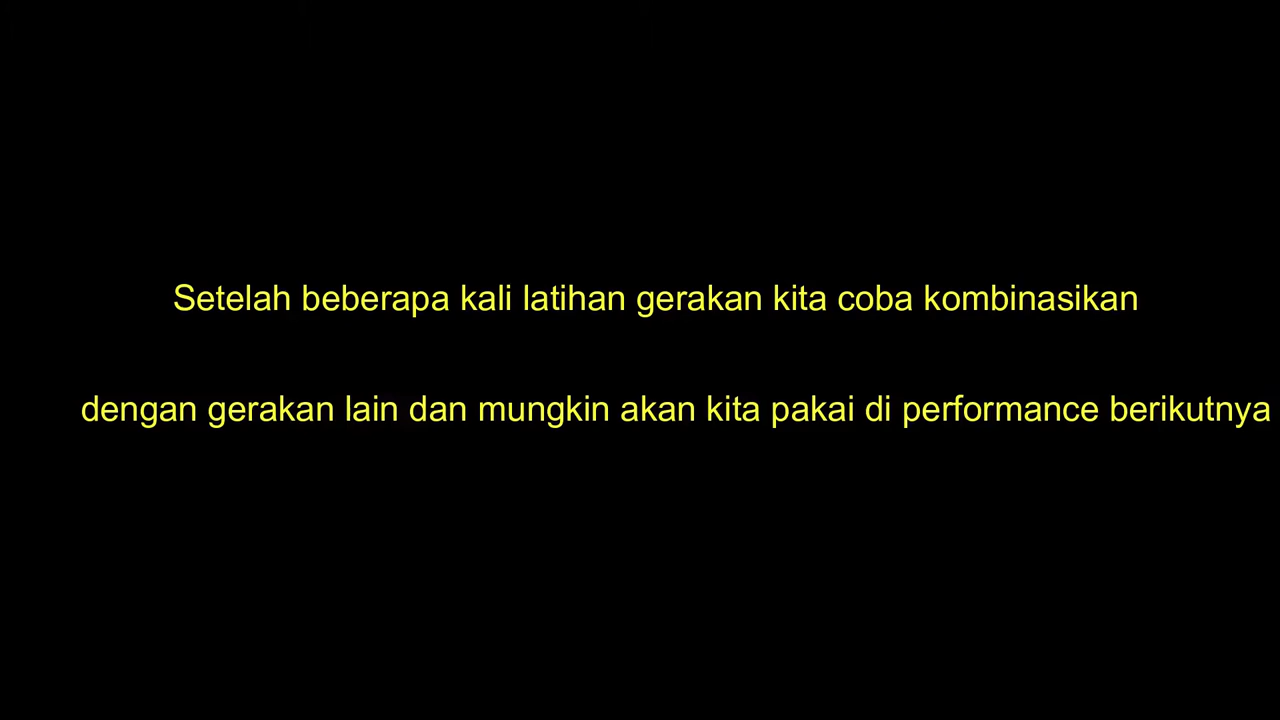 Setelah beberapa kali latihan gerakan kita coba kombinasikan
dengan gerakan lain dan mungkin akan kita pakai di performance berikutnya